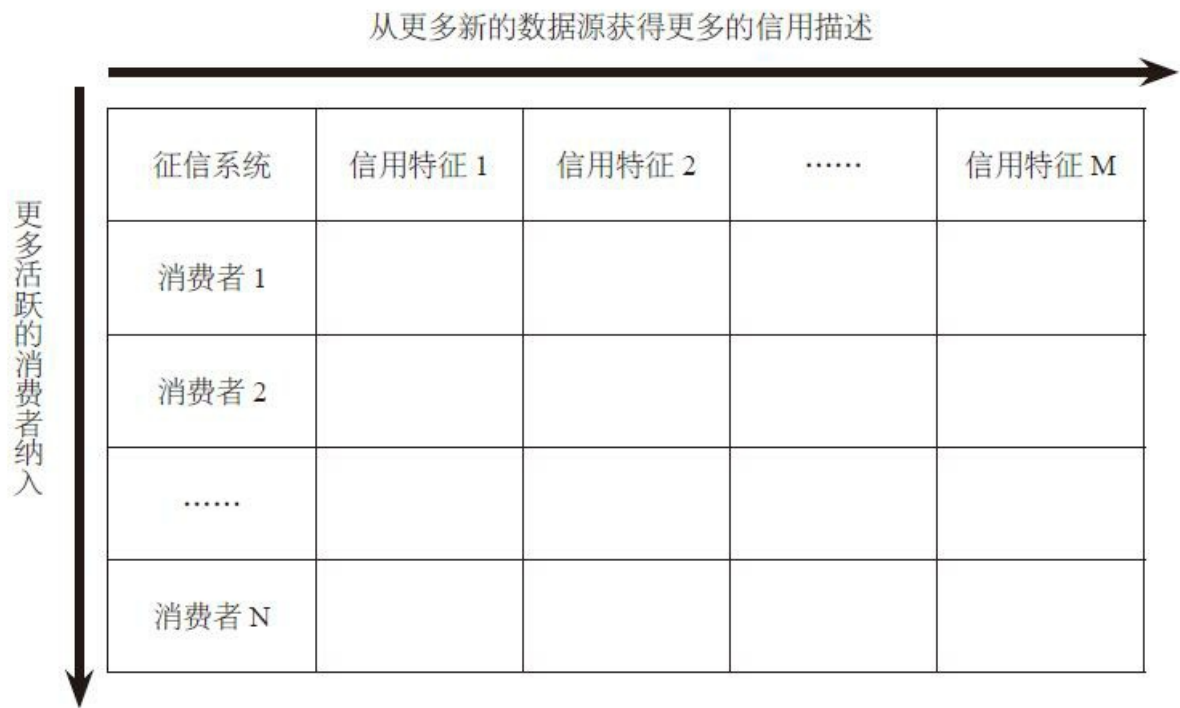 从更多新的数据源获得更多的信用描述
更多活跃的消费者纳入
征信系统 信用特征 1 信用特征 2 …… 信用特征 M
消费者 1
消费者 2
……
消费者 N